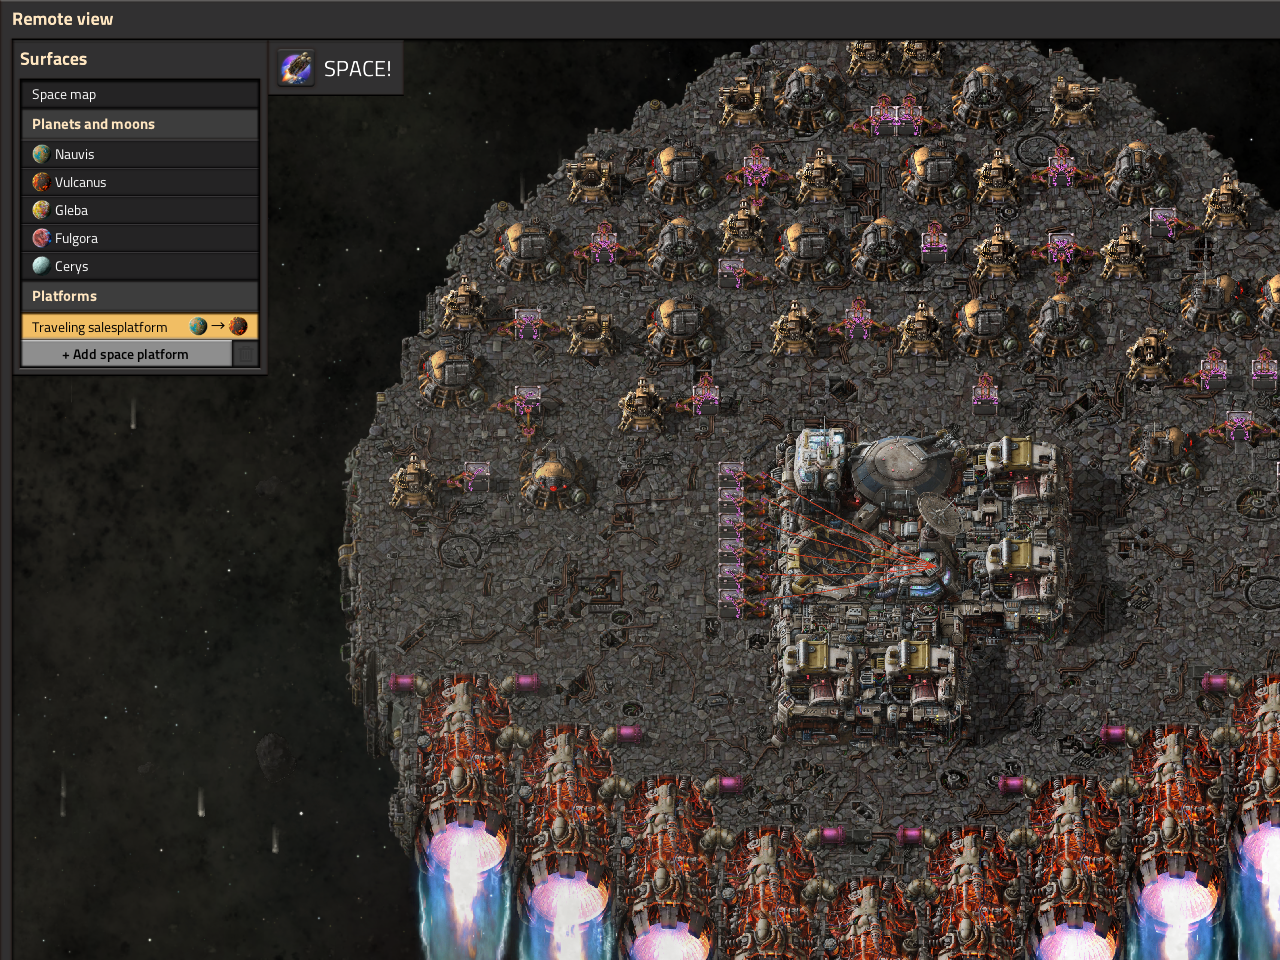 Remote view
Surfaces
SPACE!
Space map
Planets and moons
Nauvis
Vulcanus
Gleba
Fulgora
Cerys
Platforms
Traveling salesplatform →
+ Add space platform